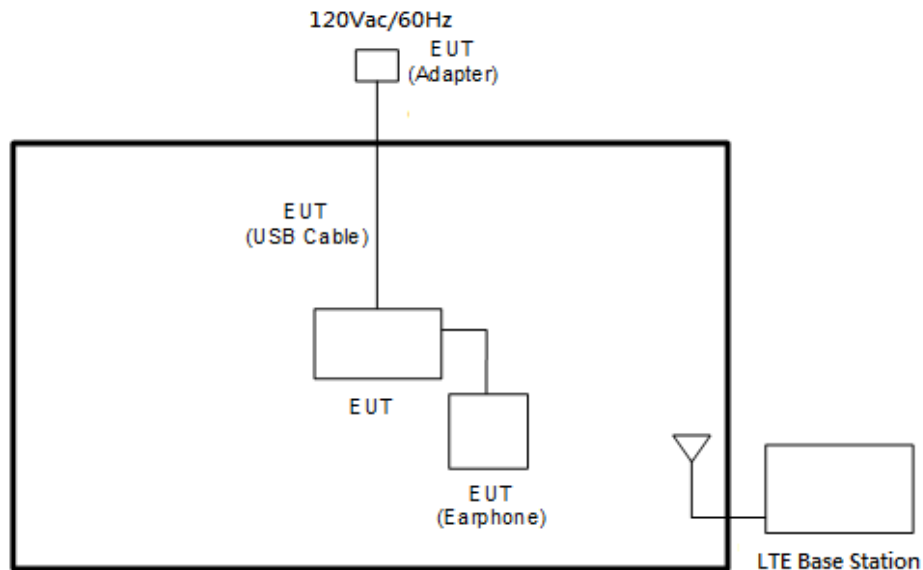 120Vac/60Hz
EUT
(Adapter)
EUT
(USB Cable)
EUT
EUT
(Earphone)
LTE Base Station